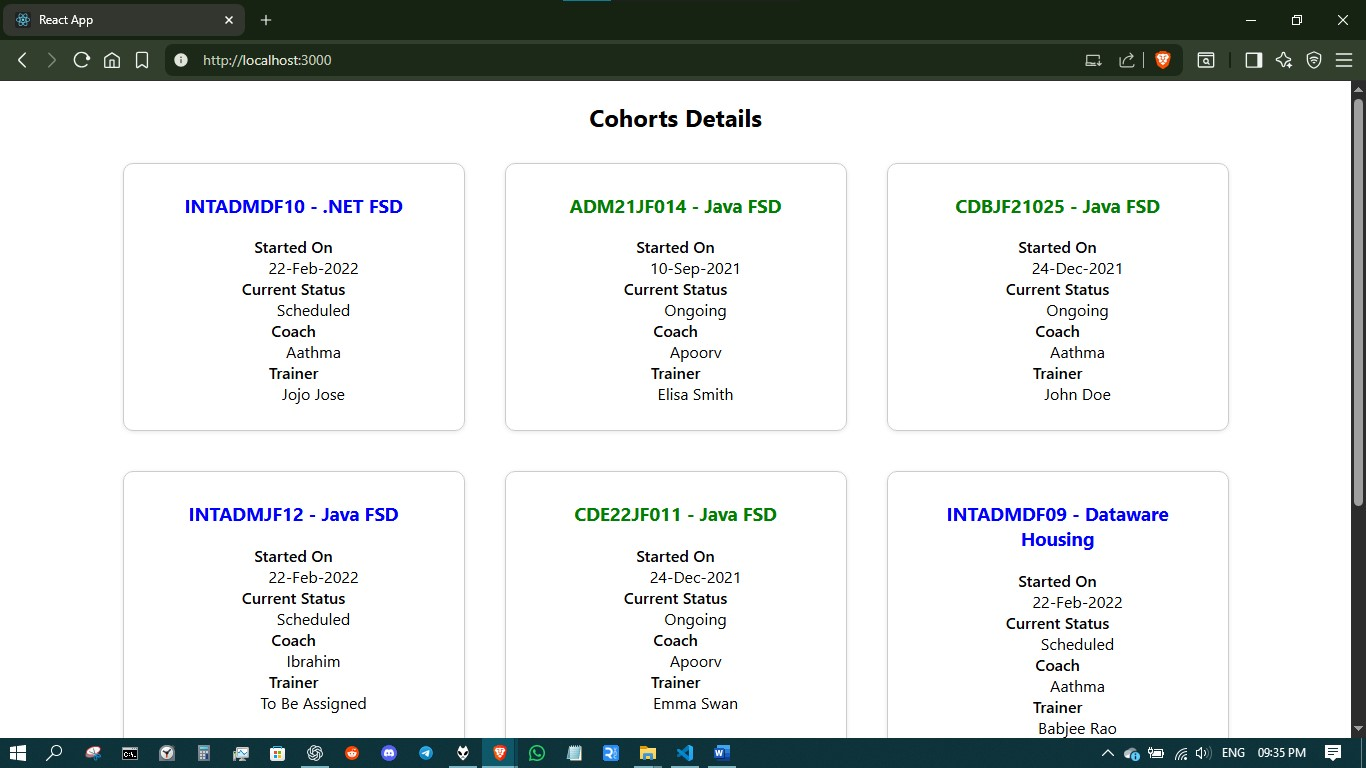 React App
http://localhost:3000
Cohorts Details
INTADMDF10 - .NET FSD
Started On
22-Feb-2022
Current Status
Scheduled
Coach
Aathma
Trainer
Jojo Jose
ADM21JF014 - Java FSD
Started On
10-Sep-2021
Current Status
Ongoing
Coach
Apoorv
Trainer
Elisa Smith
CDBJF21025 - Java FSD
Started On
24-Dec-2021
Current Status
Ongoing
Coach
Aathma
Trainer
John Doe
INTADMJF12 - Java FSD
Started On
22-Feb-2022
Current Status
Scheduled
Coach
Ibrahim
Trainer
To Be Assigned
CDE22JF011 - Java FSD
Started On
24-Dec-2021
Current Status
Ongoing
Coach
Apoorv
Trainer
Emma Swan
INTADMDF09 - Dataware
Housing
Started On
22-Feb-2022
Current Status
Scheduled
Coach
Aathma
Trainer
Babjee Rao
ENG
09:35 PM